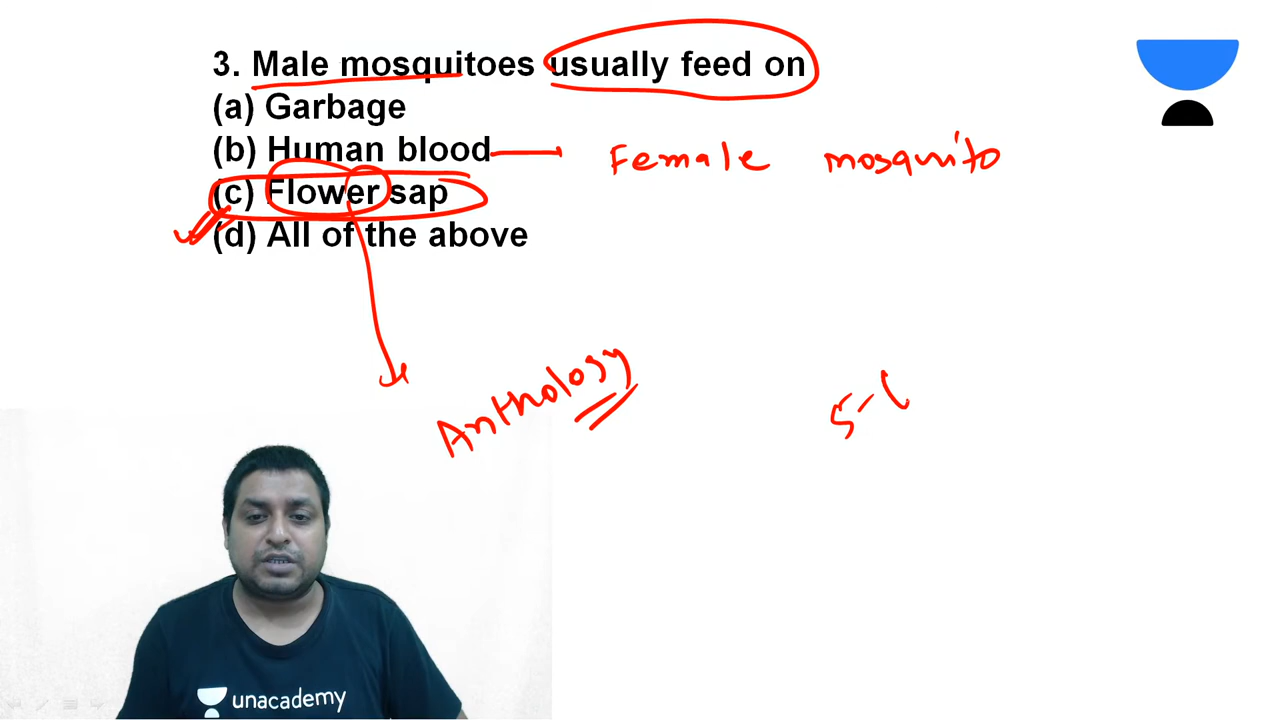 3. Male mosquitoes usually feed on
(a) Garbage
(b) Human blood
Female mosquito
(c) Flower sap
(d) All of the above
Anthology
5-
unacademy